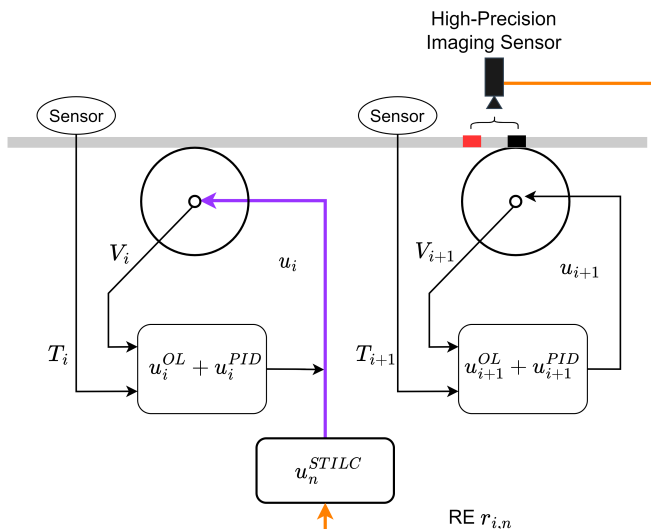 High-Precision
Imaging Sensor
Sensor
Sensor
V_i
u_i
V_{i+1}
u_{i+1}
T_i
u_i^{OL} + u_i^{PID}
T_{i+1}
u_{i+1}^{OL} + u_{i+1}^{PID}
u_n^{STILC}
RE r_{i,n}